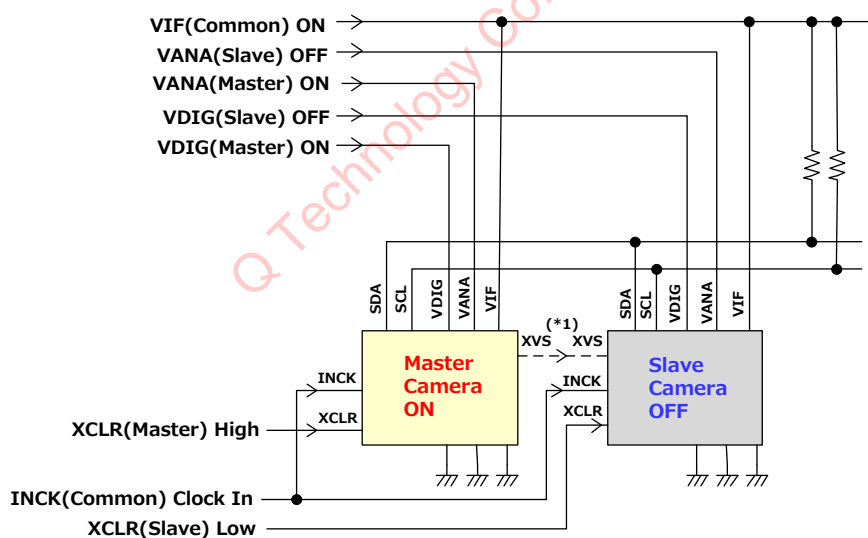 VIF(Common) ON
VANA(Slave) OFF
VANA(Master) ON
VDIG(Slave) OFF
VDIG(Master) ON
Q Technology
SDA
SCL
VDIG
VANA
VIF
SDA
SCL
VDIG
VANA
VIF
(*1)
XVS
XVS
Master
Camera
ON
Slave
Camera
OFF
INCK
INCK
XCLR
XCLR
XCLR(Master) High
INCK(Common) Clock In
XCLR(Slave) Low